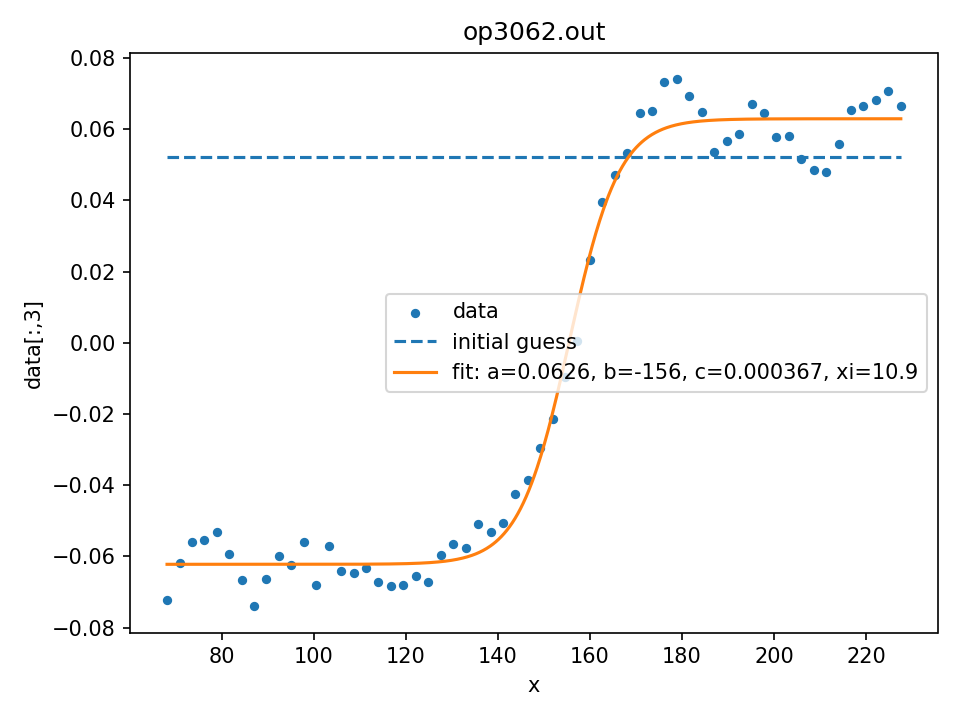 op3062.out
0.08
0.06
0.04
0.02
0.00
−0.02
−0.04
−0.06
−0.08
data[:,3]
data
initial guess
fit: a=0.0626, b=-156, c=0.000367, xi=10.9
80 100 120 140 160 180 200 220
x